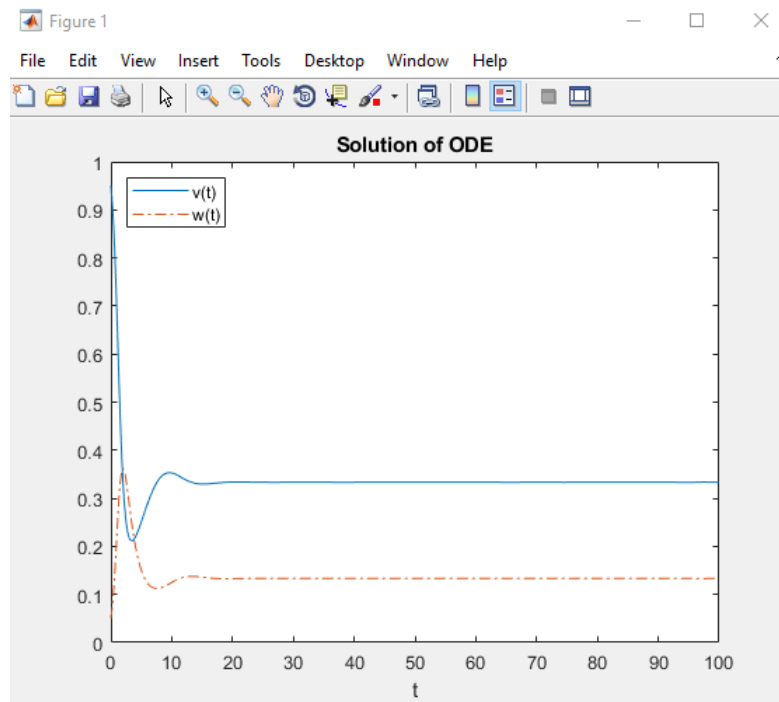 Figure 1
File Edit View Insert Tools Desktop Window Help
Solution of ODE
v(t)
w(t)
1
0.9
0.8
0.7
0.6
0.5
0.4
0.3
0.2
0.1
0
0 10 20 30 40 50 60 70 80 90 100
t